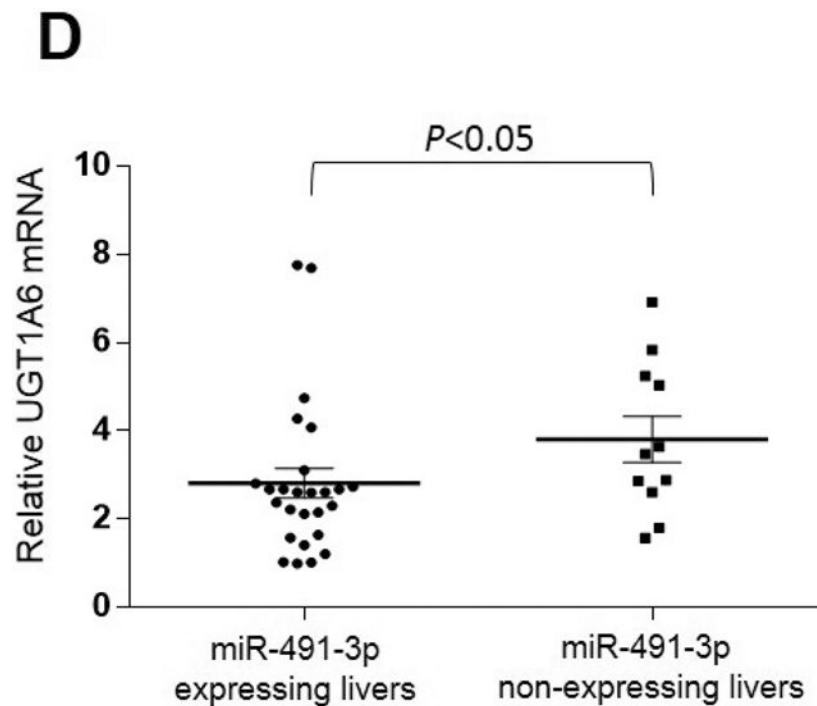 D
P<0.05
10
8
6
4
2
0
Relative UGT1A6 mRNA
miR-491-3p
expressing livers
miR-491-3p
non-expressing livers